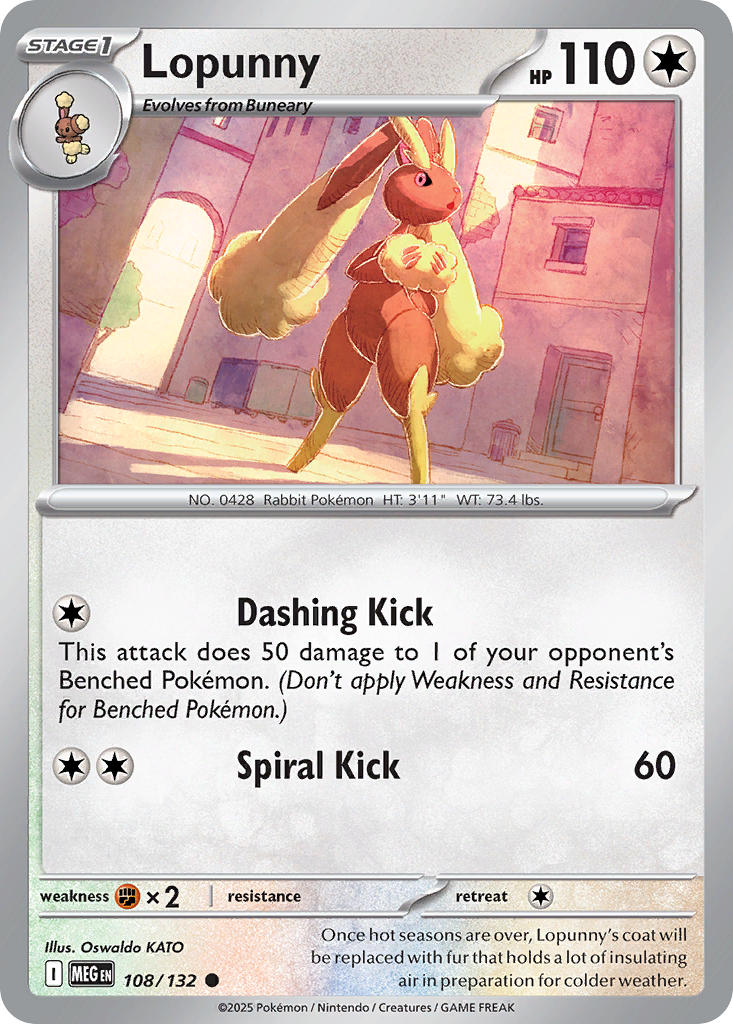 STAGE 1
Lopunny
HP 110
Evolves from Buneary
NO. 0428 Rabbit Pokémon HT: 3'11" WT: 73.4 lbs.
Dashing Kick
This attack does 50 damage to 1 of your opponent's
Benched Pokémon. (Don't apply Weakness and Resistance
for Benched Pokémon.)
Spiral Kick 60
weakness ×2 resistance retreat
Illus. Oswaldo KATO
Once hot seasons are over, Lopunny's coat will
be replaced with fur that holds a lot of insulating
air in preparation for colder weather.
I MEG EN 108/132
©2025 Pokémon / Nintendo / Creatures / GAME FREAK